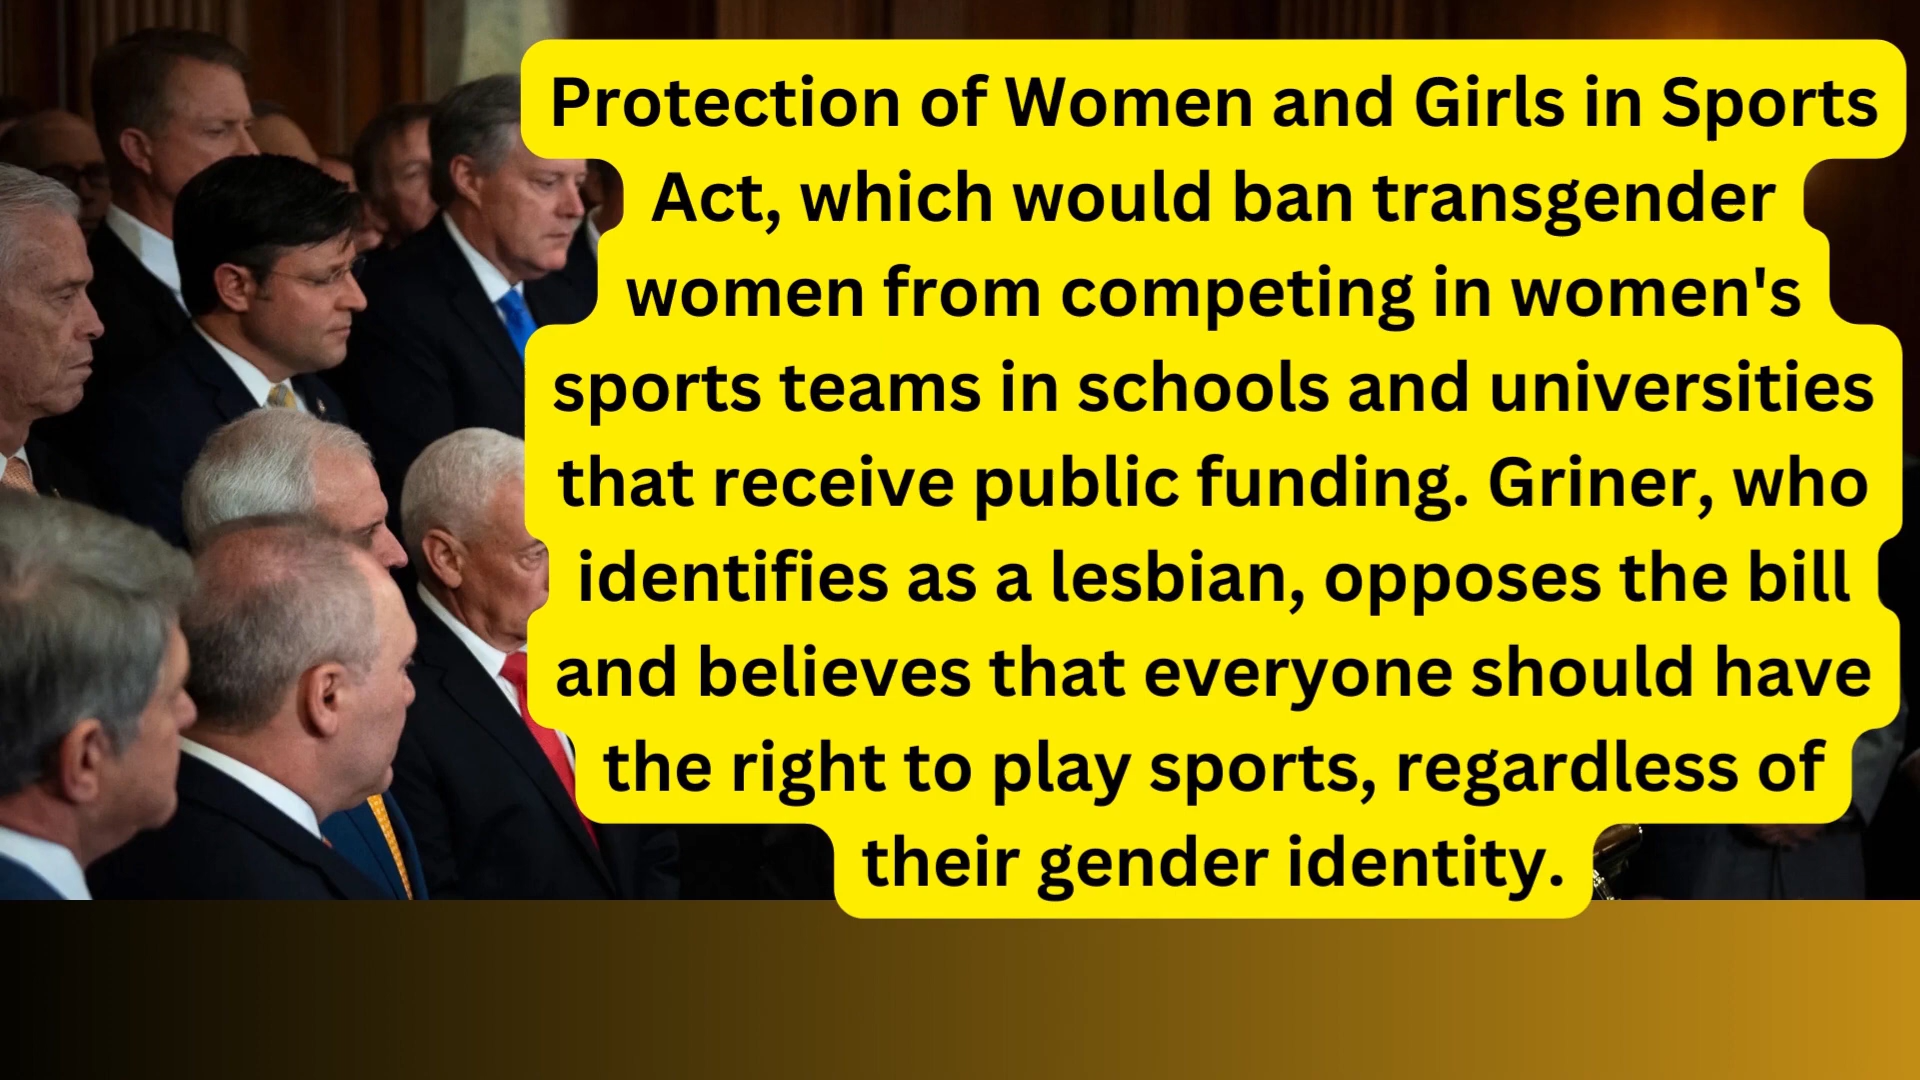 Protection of Women and Girls in Sports
Act, which would ban transgender
women from competing in women's
sports teams in schools and universities
that receive public funding. Griner, who
identifies as a lesbian, opposes the bill
and believes that everyone should have
the right to play sports, regardless of
their gender identity.